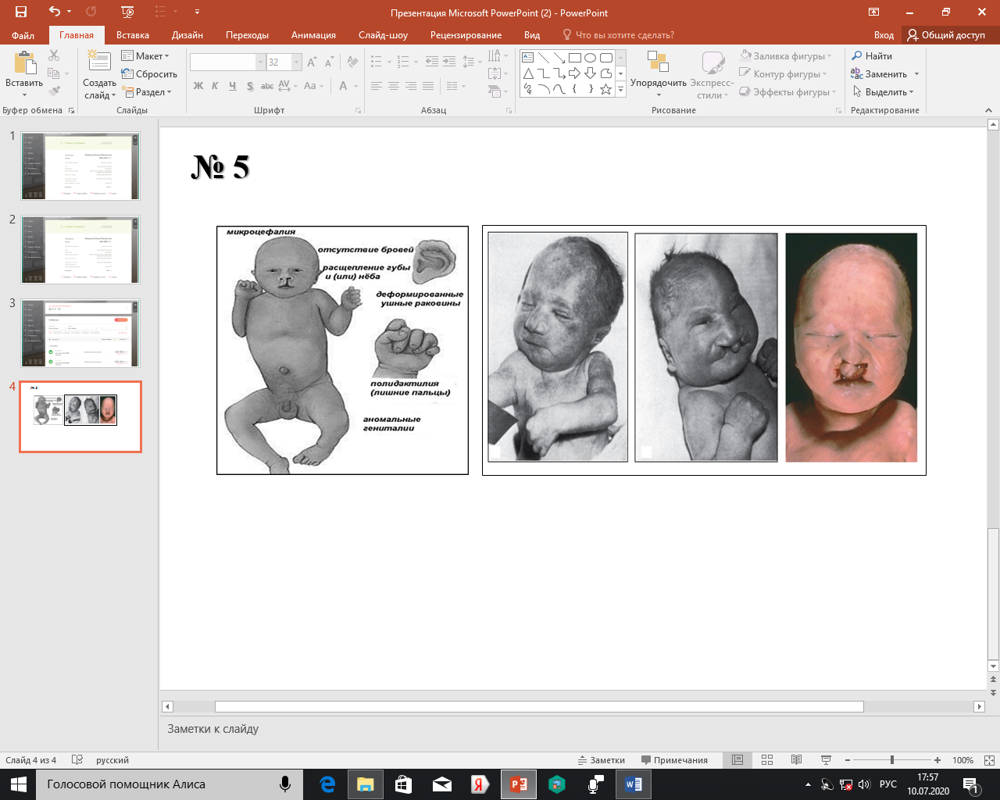 Презентация Microsoft PowerPoint (2) - PowerPoint
Файл Главная Вставка Дизайн Переходы Анимация Слайд-шоу Рецензирование Вид Что вы хотите сделать? Вход Общий доступ
Вставить
Буфер обмена
Создать слайд
Макет
Сбросить
Раздел
Слайды
32
Ж К Ч S abc AV Aa А
Шрифт
Абзац
Упорядочить
Экспресс-стили
Заливка фигуры
Контур фигуры
Эффекты фигуры
Рисование
Найти
Заменить
Выделить
Редактирование
1
2
3
4
№ 5
микроцефалия
отсутствие бровей
расщепление губы
и (или) нёба
деформированные
ушные раковины
полидактилия
(лишние пальцы)
аномальные
гениталии
Заметки к слайду
Слайд 4 из 4 русский Заметки Примечания 100%
Голосовой помощник Алиса
РУС
17:57
10.07.2020
1